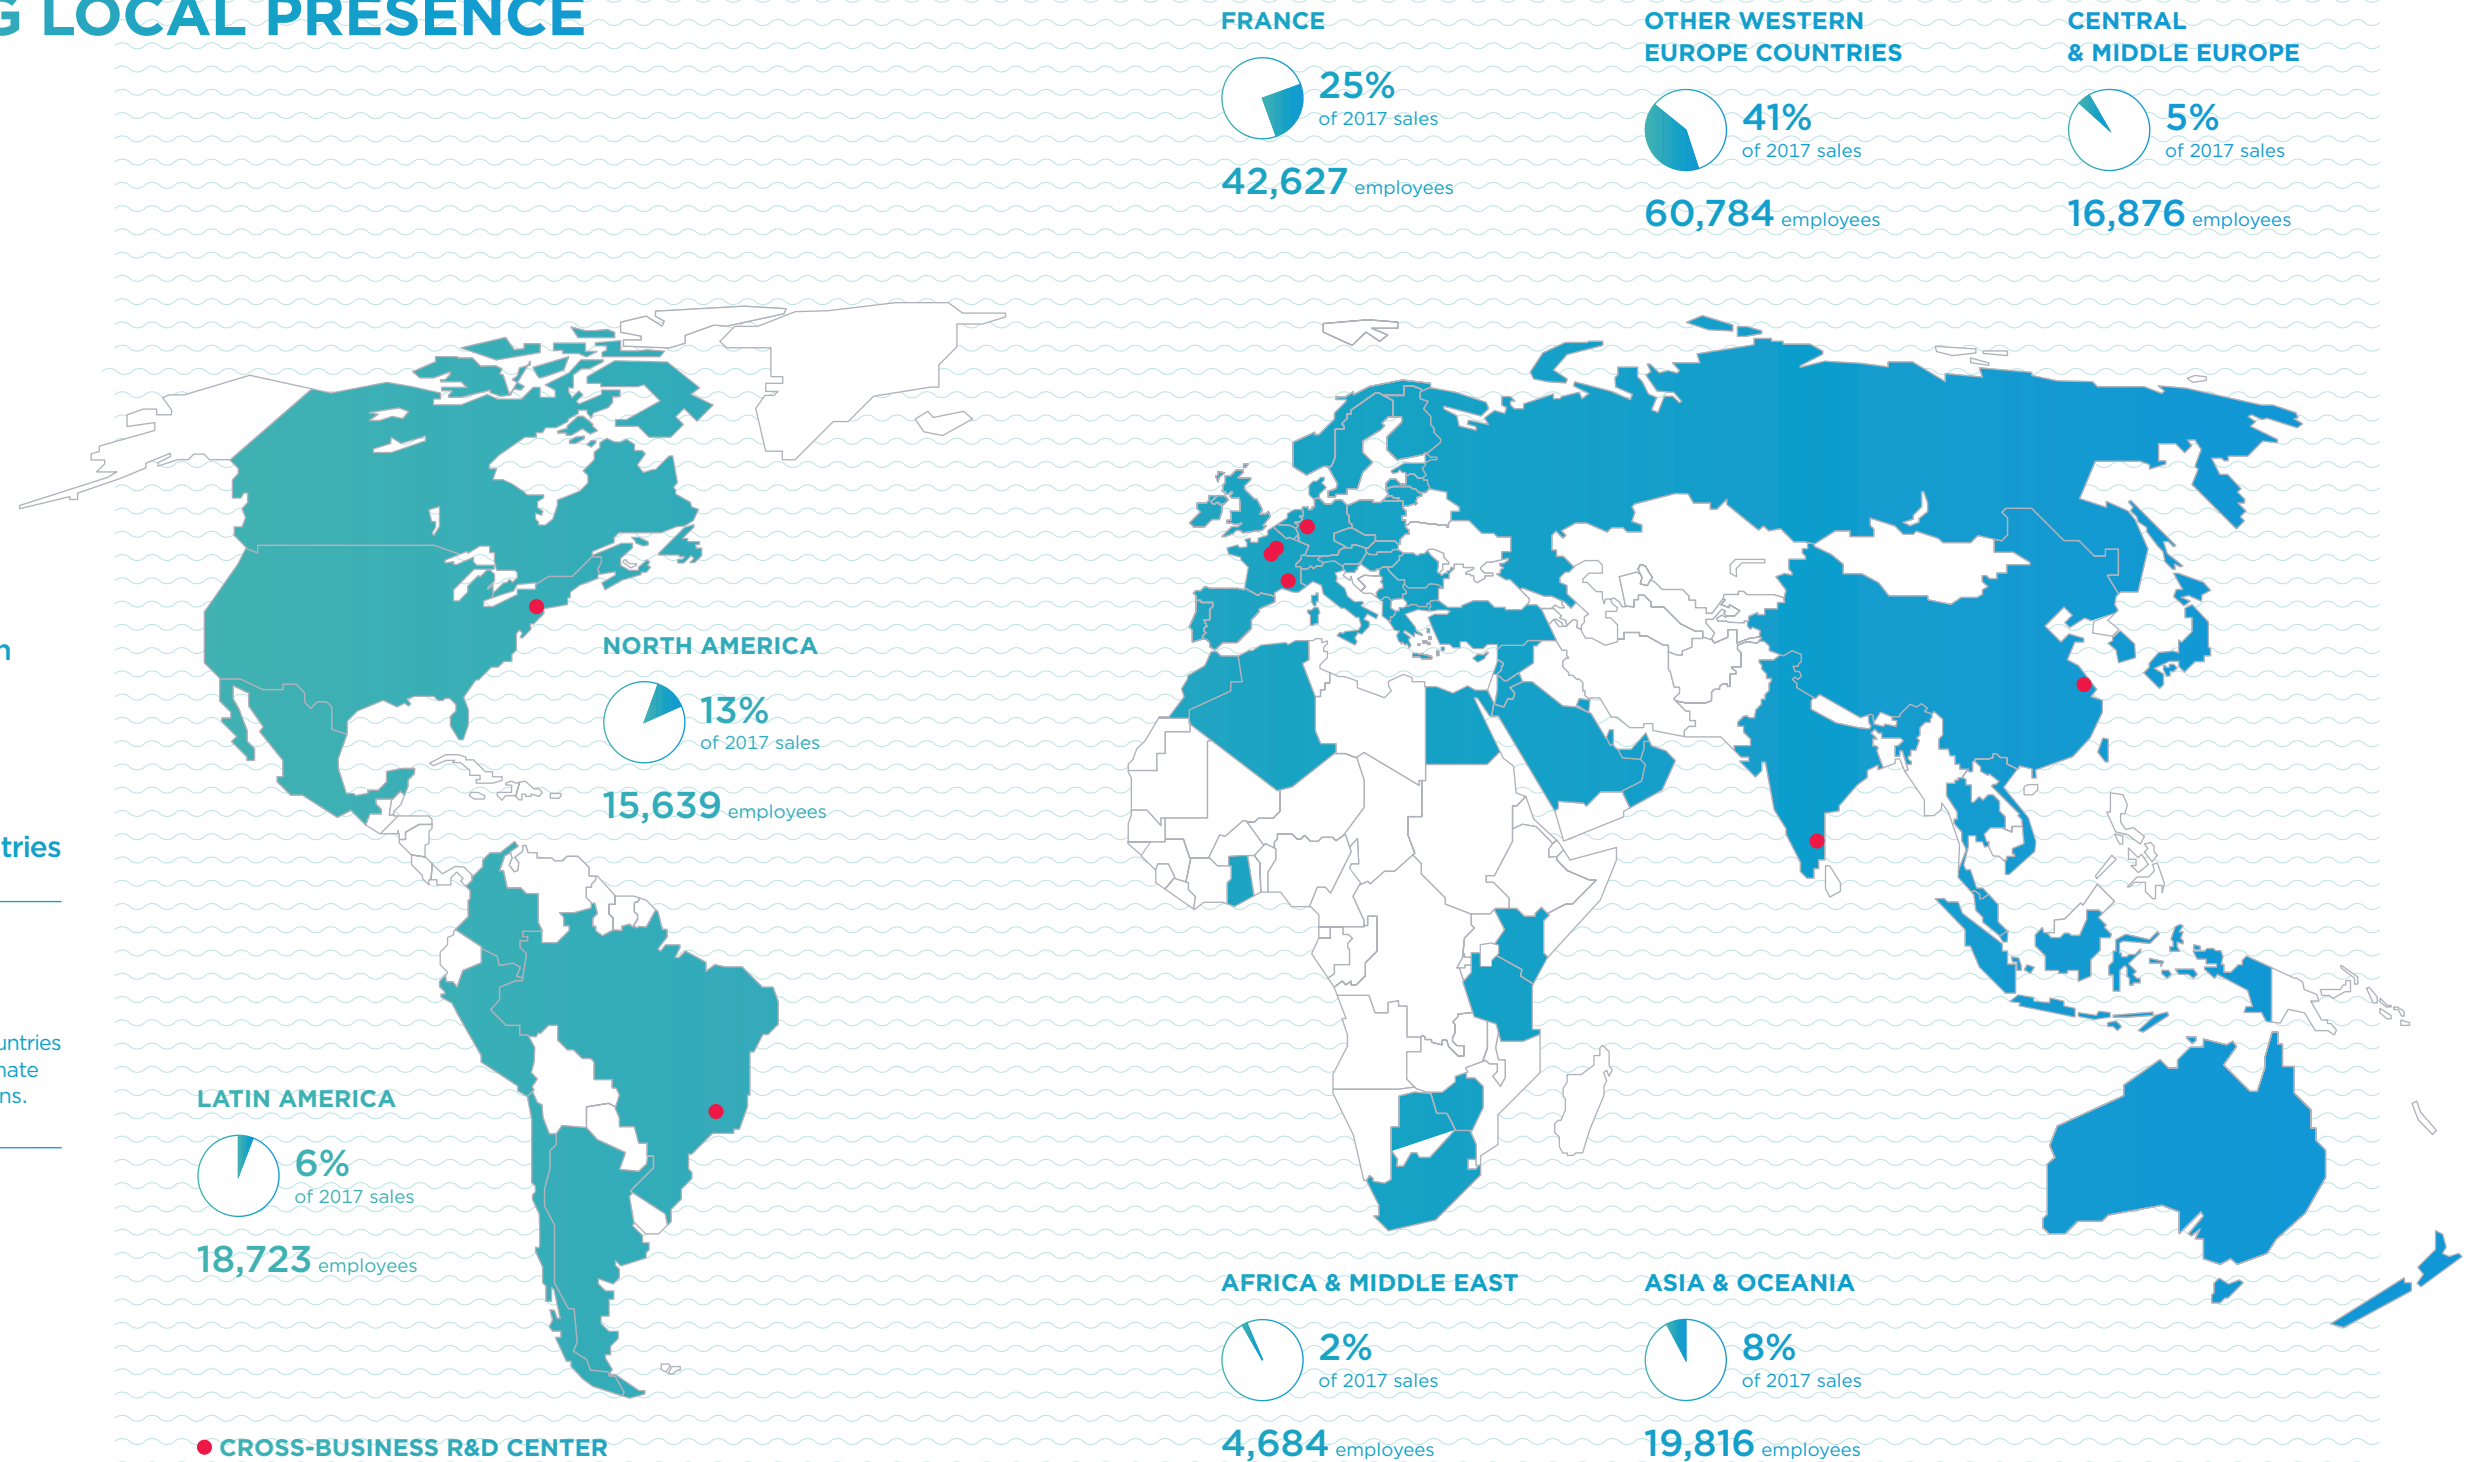 G LOCAL PRESENCE
FRANCE
25%
of 2017 sales
42,627 employees
OTHER WESTERN
EUROPE COUNTRIES
41%
of 2017 sales
60,784 employees
CENTRAL
& MIDDLE EUROPE
5%
of 2017 sales
16,876 employees
n
tries
untries
nate
ns.
NORTH AMERICA
13%
of 2017 sales
15,639 employees
LATIN AMERICA
6%
of 2017 sales
18,723 employees
AFRICA & MIDDLE EAST
2%
of 2017 sales
4,684 employees
ASIA & OCEANIA
8%
of 2017 sales
19,816 employees
CROSS-BUSINESS R&D CENTER